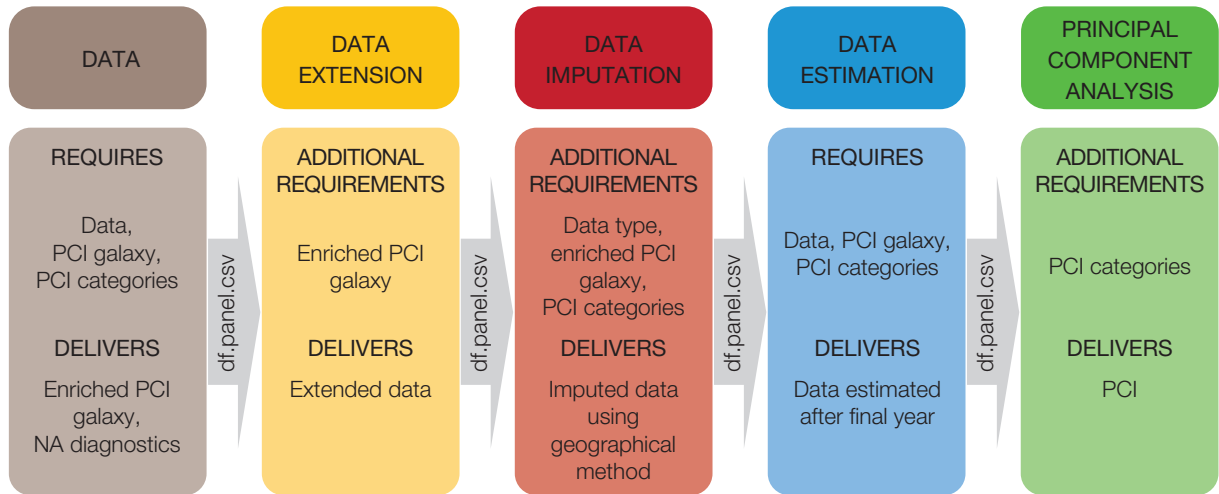 DATA
DATA
EXTENSION
DATA
IMPUTATION
DATA
ESTIMATION
PRINCIPAL
COMPONENT
ANALYSIS
REQUIRES
Data,
PCI galaxy,
PCI categories
DELIVERS
Enriched PCI
galaxy,
NA diagnostics
df.panel.csv
ADDITIONAL
REQUIREMENTS
Enriched PCI
galaxy
DELIVERS
Extended data
df.panel.csv
ADDITIONAL
REQUIREMENTS
Data type,
enriched PCI
galaxy,
PCI categories
DELIVERS
Imputed data
using
geographical
method
df.panel.csv
REQUIRES
Data, PCI galaxy,
PCI categories
DELIVERS
Data estimated
after final year
df.panel.csv
ADDITIONAL
REQUIREMENTS
PCI categories
DELIVERS
PCI